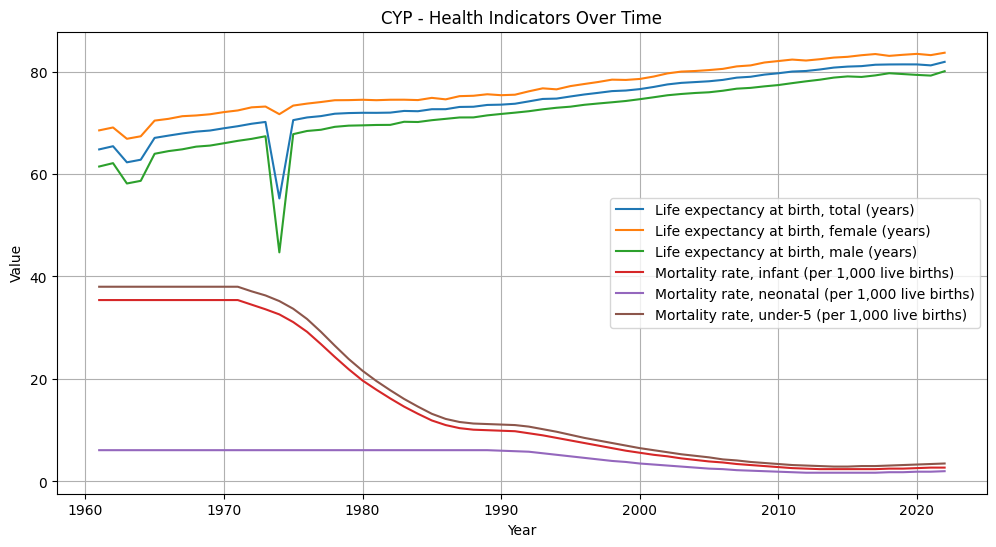 CYP - Health Indicators Over Time
Value
80
60
40
20
0
Life expectancy at birth, total (years)
Life expectancy at birth, female (years)
Life expectancy at birth, male (years)
Mortality rate, infant (per 1,000 live births)
Mortality rate, neonatal (per 1,000 live births)
Mortality rate, under-5 (per 1,000 live births)
1960 1970 1980 1990 2000 2010 2020
Year